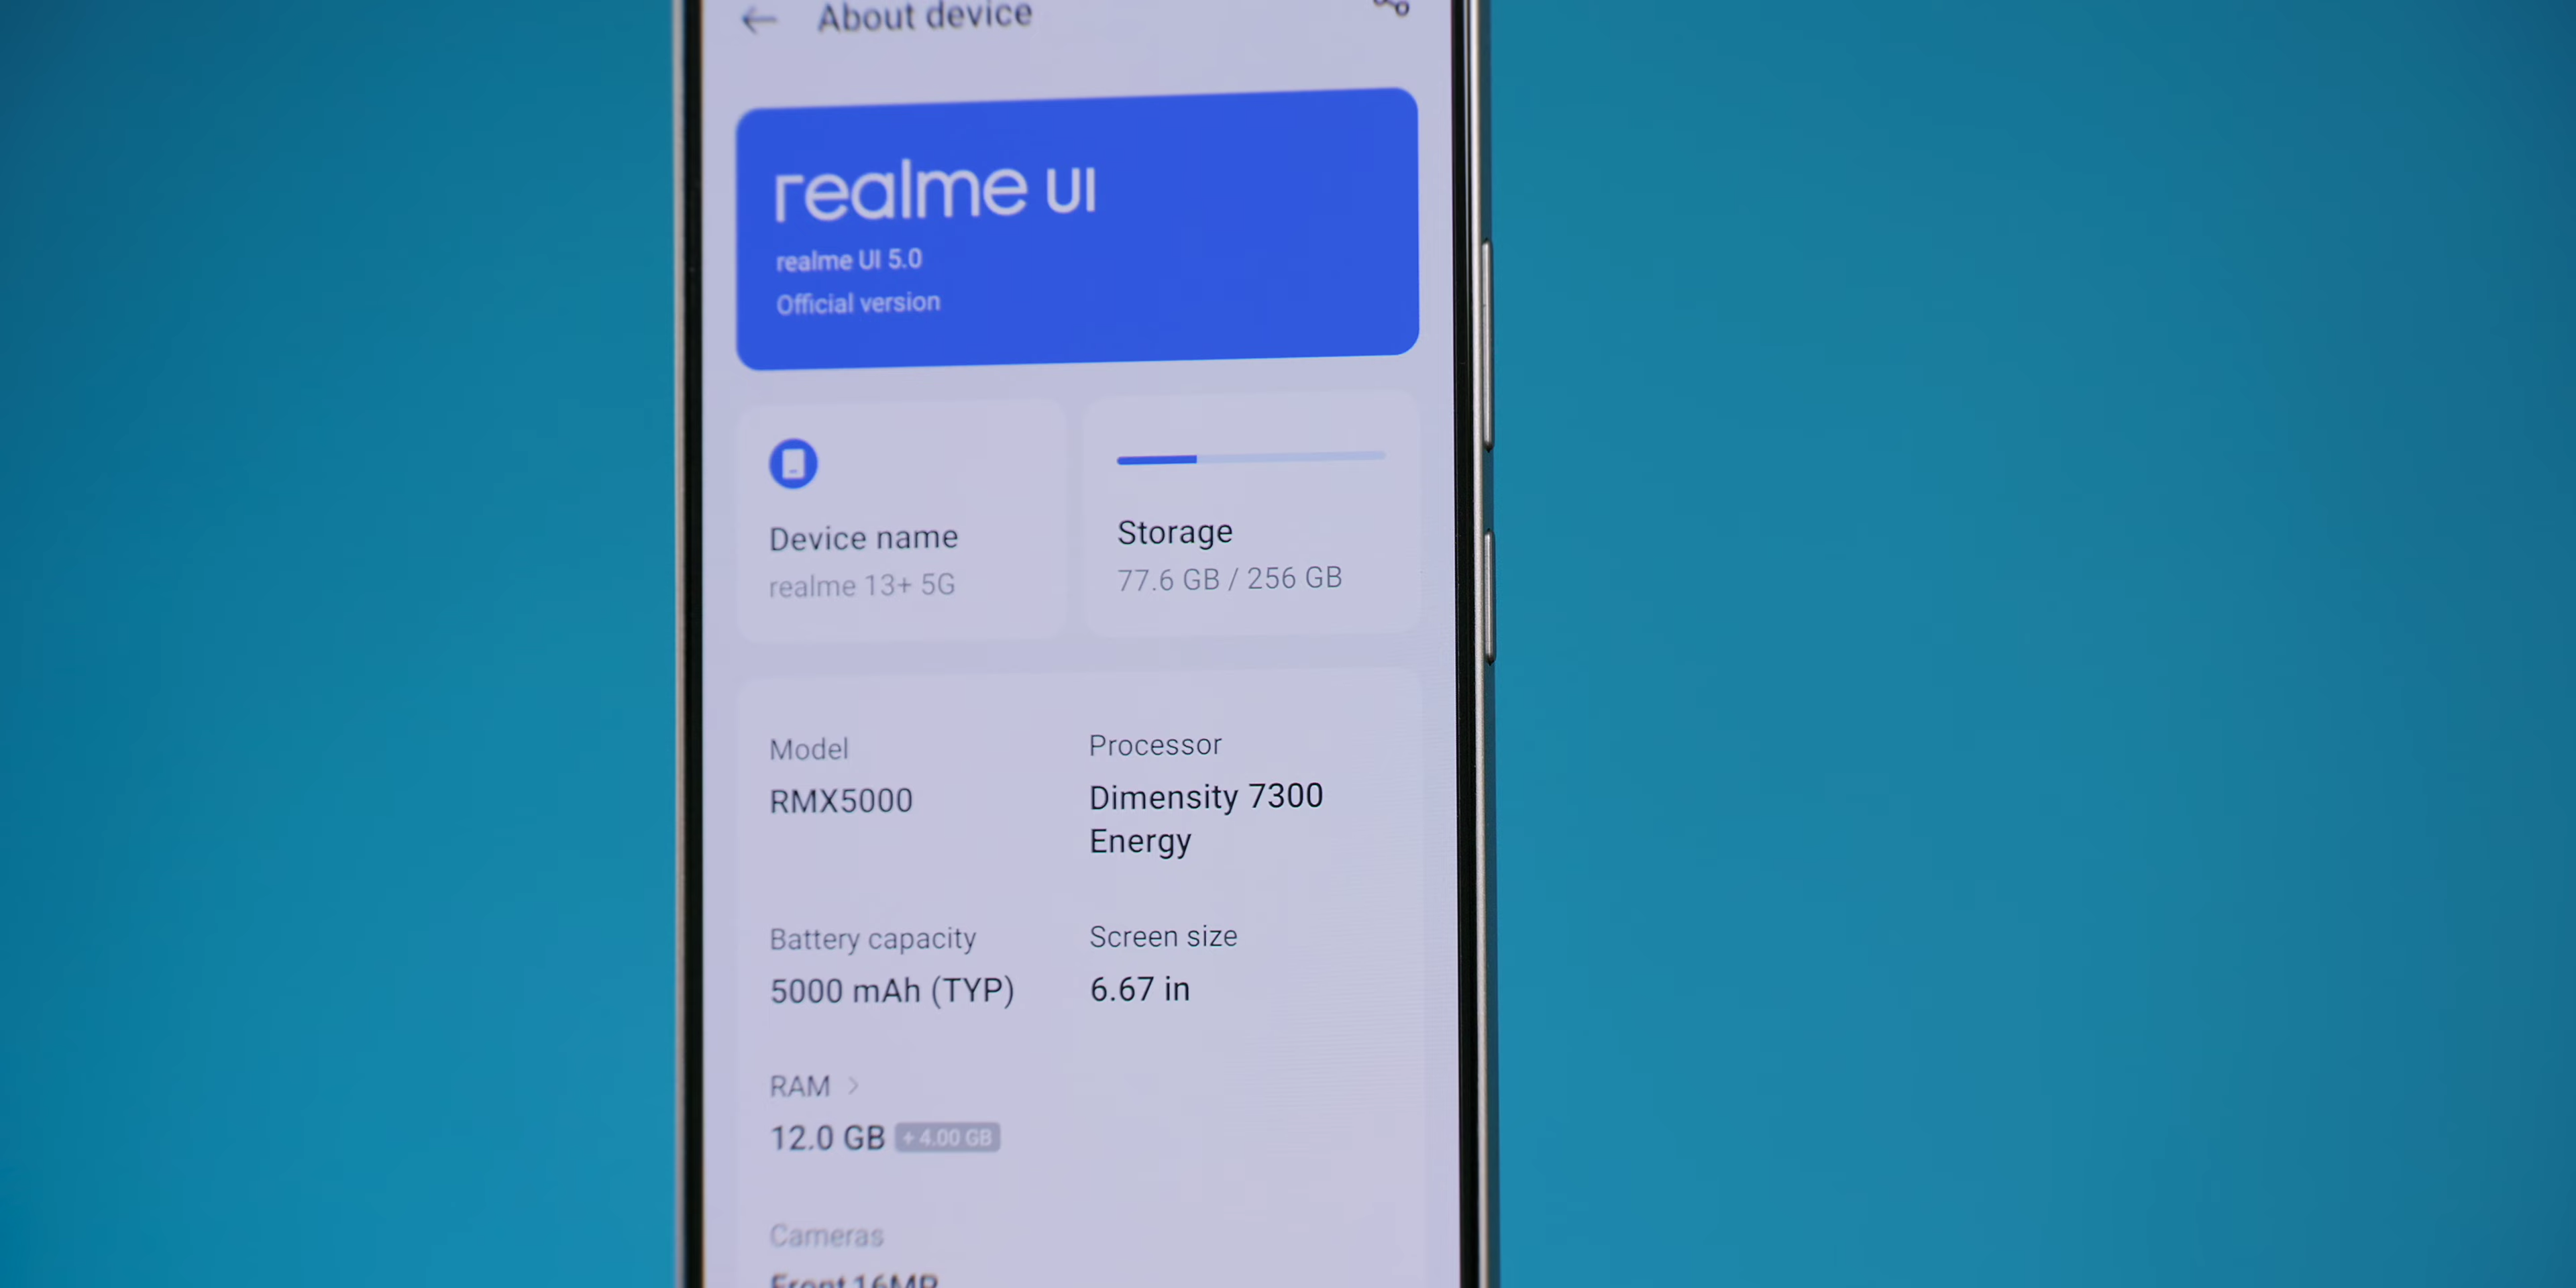 About device
realme UI
realme UI 5.0
Official version
Device name
realme 13+ 5G
Storage
77.6 GB / 256 GB
Model
RMX5000
Processor
Dimensity 7300
Energy
Battery capacity
5000 mAh (TYP)
Screen size
6.67 in
RAM >
12.0 GB + 4.00 GB
Cameras
Front 16MP